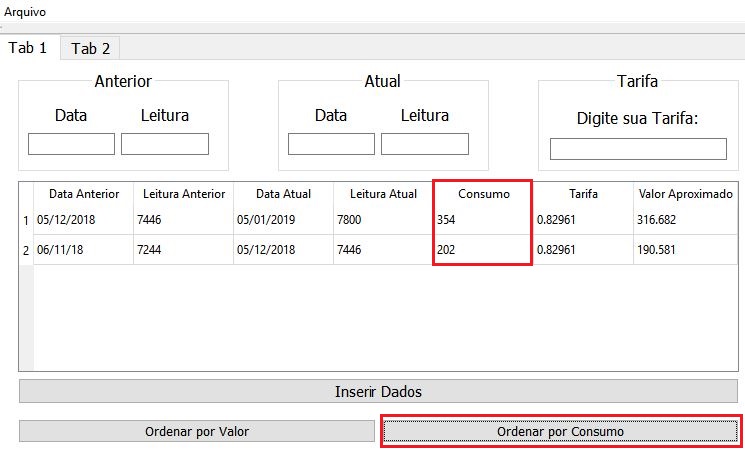 Arquivo
Tab 1 Tab 2
Anterior Atual Tarifa
Data Leitura Data Leitura Digite sua Tarifa:
Data Anterior Leitura Anterior Data Atual Leitura Atual Consumo Tarifa Valor Aproximado
1 05/12/2018 7446 05/01/2019 7800 354 0.82961 316.682
2 06/11/18 7244 05/12/2018 7446 202 0.82961 190.581
Inserir Dados
Ordenar por Valor Ordenar por Consumo